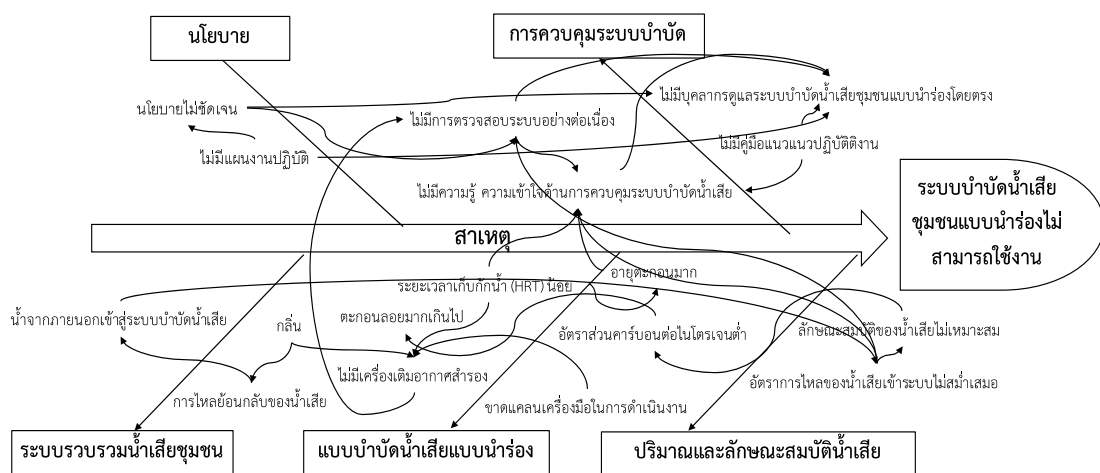 นโยบาย
การควบคุมระบบบำบัด
นโยบายไม่ชัดเจน
ไม่มีบุคลากรดูแลระบบบำบัดน้ำเสียชุมชนแบบนำร่องโดยตรง
ไม่มีการตรวจสอบระบบอย่างต่อเนื่อง
ไม่มีแผนงานปฏิบัติ
ไม่มีคู่มือแนวแนวปฏิบัติติงาน
ไม่มีความรู้ ความเข้าใจด้านการควบคุมระบบบำบัดน้ำเสีย
ระบบบำบัดน้ำเสีย
ชุมชนแบบนำร่องไม่
สามารถใช้งาน
สาเหตุ
อายุตะกอนมาก
ระยะเวลาเก็บกักน้ำ (HRT) น้อย
น้ำจากภายนอกเข้าสู่ระบบบำบัดน้ำเสีย
กลิ่น
ตะกอนลอยมากเกินไป
อัตราส่วนคาร์บอนต่อไนโตรเจนต่ำ
ลักษณะสมบัติของน้ำเสียไม่เหมาะสม
ไม่มีเครื่องเติมอากาศสำรอง
อัตราการไหลของน้ำเสียเข้าระบบไม่สม่ำเสมอ
การไหลย้อนกลับของน้ำเสีย
ขาดแคลนเครื่องมือในการดำเนินงาน
ระบบรวบรวมน้ำเสียชุมชน
แบบบำบัดน้ำเสียแบบนำร่อง
ปริมาณและลักษณะสมบัติน้ำเสีย